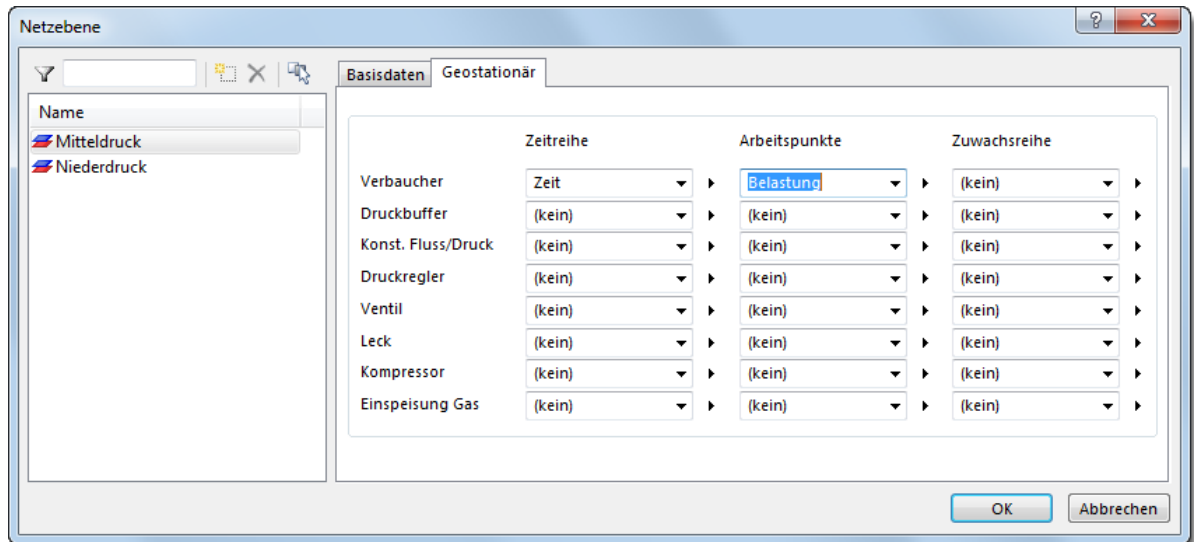 Netzebene
Basisdaten Geostationär
Name
Mitteldruck
Niederdruck
Zeitreihe Arbeitspunkte Zuwachsreihe
Verbaucher Zeit Belastung (kein)
Druckbuffer (kein) (kein) (kein)
Konst. Fluss/Druck (kein) (kein) (kein)
Druckregler (kein) (kein) (kein)
Ventil (kein) (kein) (kein)
Leck (kein) (kein) (kein)
Kompressor (kein) (kein) (kein)
Einspeisung Gas (kein) (kein) (kein)
OK Abbrechen